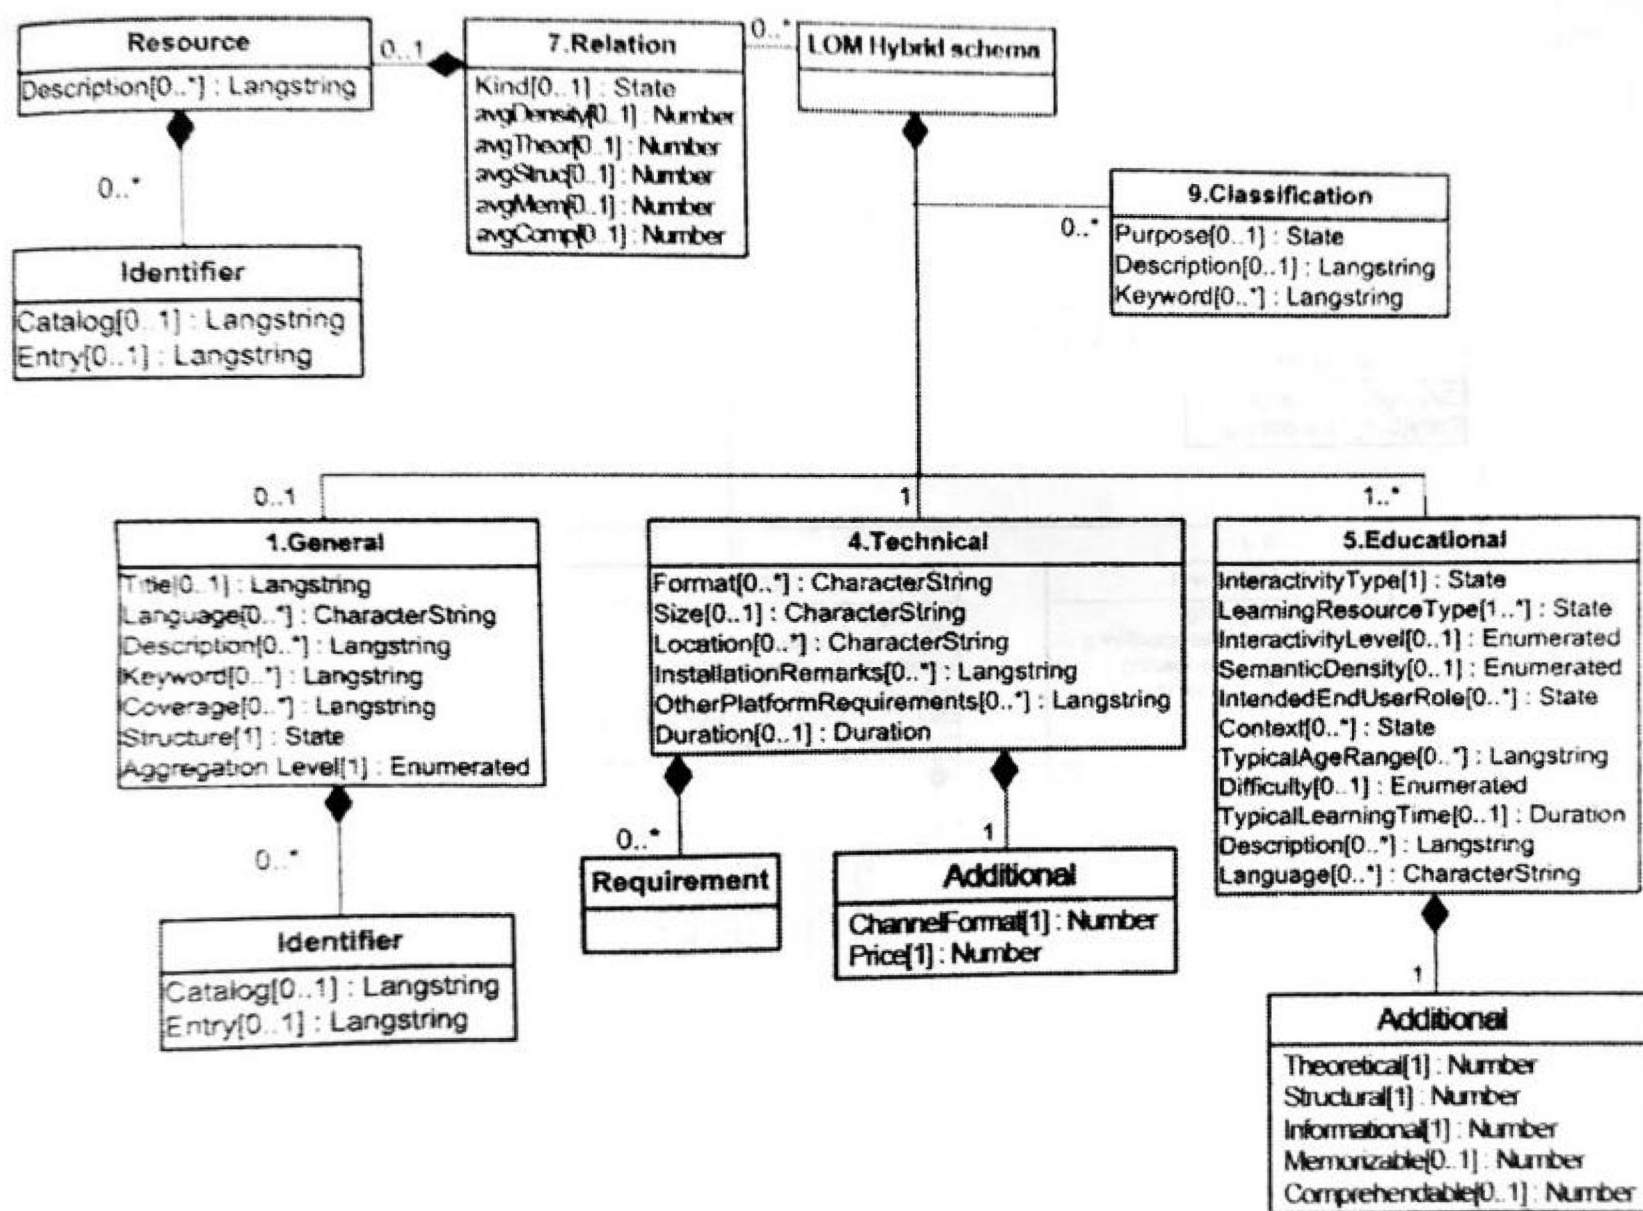 Resource
Description[0..*] : Langstring
0..1
7.Relation
Kind[0..1] : State
avgDensity[0..1] : Number
avgTheor[0..1] : Number
avgStruc[0..1] : Number
avgMem[0..1] : Number
avgComp[0..1] : Number
0..*
LOM Hybrid schema
0..*
Identifier
Catalog[0..1] : Langstring
Entry[0..1] : Langstring
0..*
9.Classification
Purpose[0..1] : State
Description[0..1] : Langstring
Keyword[0..*] : Langstring
0..1
1
1..*
1.General
Title[0..1] : Langstring
Language[0..*] : CharacterString
Description[0..*] : Langstring
Keyword[0..*] : Langstring
Coverage[0..*] : Langstring
Structure[1] : State
Aggregation Level[1] : Enumerated
4.Technical
Format[0..*] : CharacterString
Size[0..1] : CharacterString
Location[0..*] : CharacterString
InstallationRemarks[0..*] : Langstring
OtherPlatformRequirements[0..*] : Langstring
Duration[0..1] : Duration
5.Educational
InteractivityType[1] : State
LearningResourceType[1..*] : State
InteractivityLevel[0..1] : Enumerated
SemanticDensity[0..1] : Enumerated
IntendedEndUserRole[0..*] : State
Context[0..*] : State
TypicalAgeRange[0..*] : Langstring
Difficulty[0..1] : Enumerated
TypicalLearningTime[0..1] : Duration
Description[0..*] : Langstring
Language[0..*] : CharacterString
0..*
Identifier
Catalog[0..1] : Langstring
Entry[0..1] : Langstring
0..*
Requirement
1
Additional
ChannelFormat[1] : Number
Price[1] : Number
1
Additional
Theoretical[1] : Number
Structural[1] : Number
Informational[1] : Number
Memorizable[0..1] : Number
Comprehendable[0..1] : Number